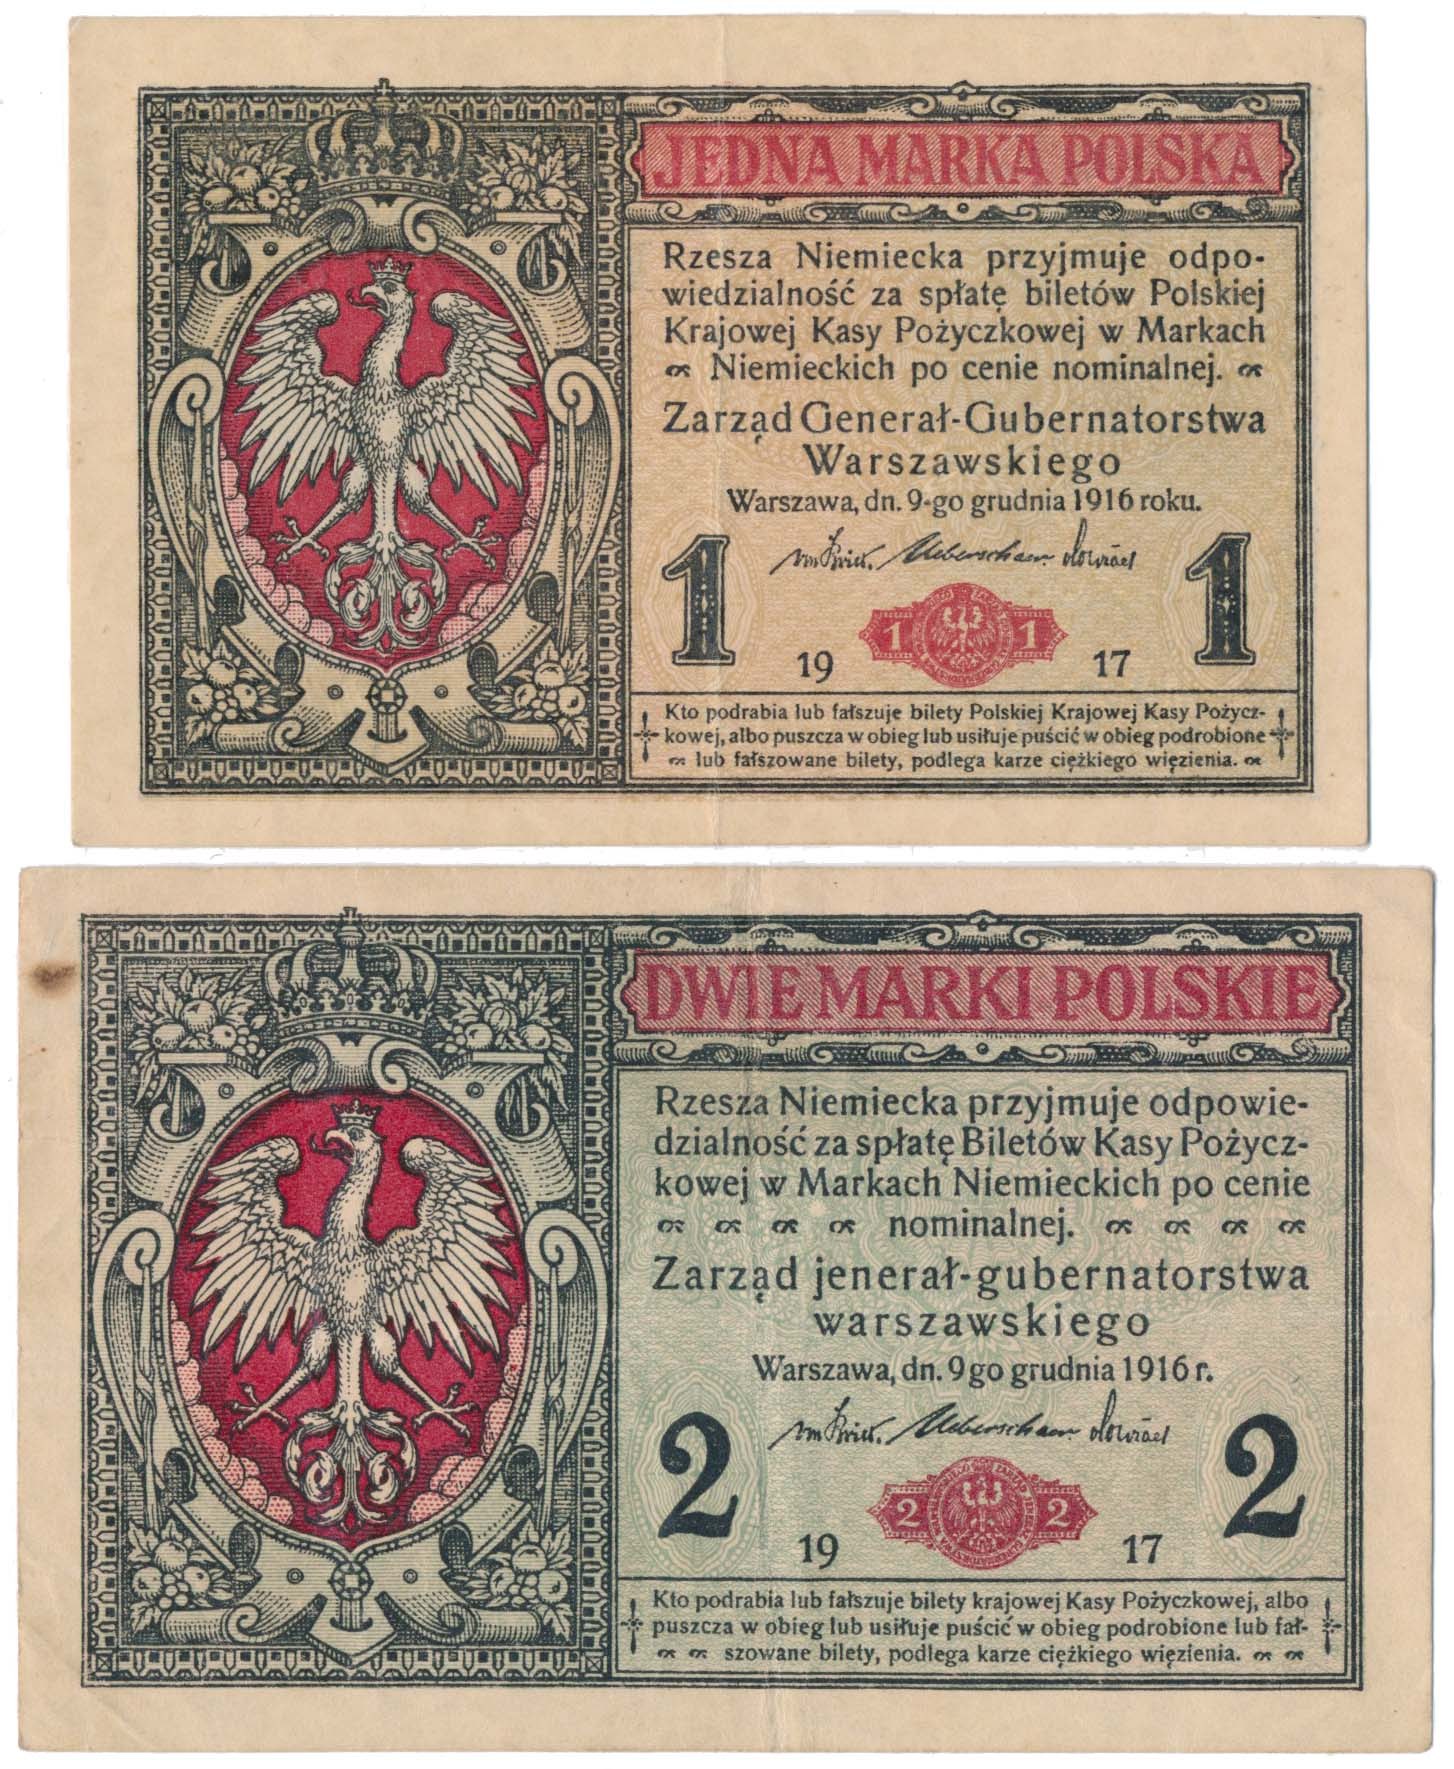 JEDNA MARKA POLSKA
Rzesza Niemiecka przyjmuje odpo-
wiedzialność za spłatę biletów Polskiej
Krajowej Kasy Pożyczkowej w Markach
Niemieckich po cenie nominalnej.
Zarząd Generał-Gubernatorstwa
Warszawskiego
Warszawa, dn. 9-go grudnia 1916 roku.
1 1
1 1
19 17
Kto podrabia lub fałszuje bilety Polskiej Krajowej Kasy Pożycz-
kowej, albo puszcza w obieg lub usiłuje puścić w obieg podrobione
lub fałszowane bilety, podlega karze ciężkiego więzienia.
DWIE MARKI POLSKIE
Rzesza Niemiecka przyjmuje odpowie-
dzialność za spłatę Biletów Kasy Pożycz-
kowej w Markach Niemieckich po cenie
nominalnej.
Zarząd jenerał-gubernatorstwa
warszawskiego
Warszawa, dn. 9go grudnia 1916 r.
2 2
2 2
19 17
Kto podrabia lub fałszuje bilety krajowej Kasy Pożyczkowej, albo
puszcza w obieg lub usiłuje puścić w obieg podrobione lub fał-
szowane bilety, podlega karze ciężkiego więzienia.